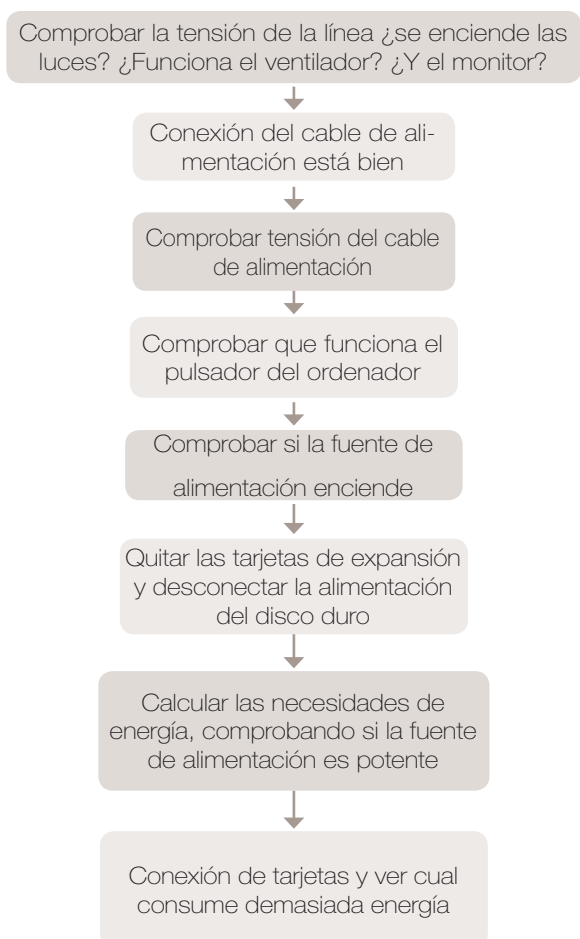 Comprobar la tensión de la línea ¿se enciende las
luces? ¿Funciona el ventilador? ¿Y el monitor?
Conexión del cable de ali-
mentación está bien
Comprobar tensión del cable
de alimentación
Comprobar que funciona el
pulsador del ordenador
Comprobar si la fuente de
alimentación enciende
Quitar las tarjetas de expansión
y desconectar la alimentación
del disco duro
Calcular las necesidades de
energía, comprobando si la fuente
de alimentación es potente
Conexión de tarjetas y ver cual
consume demasiada energía